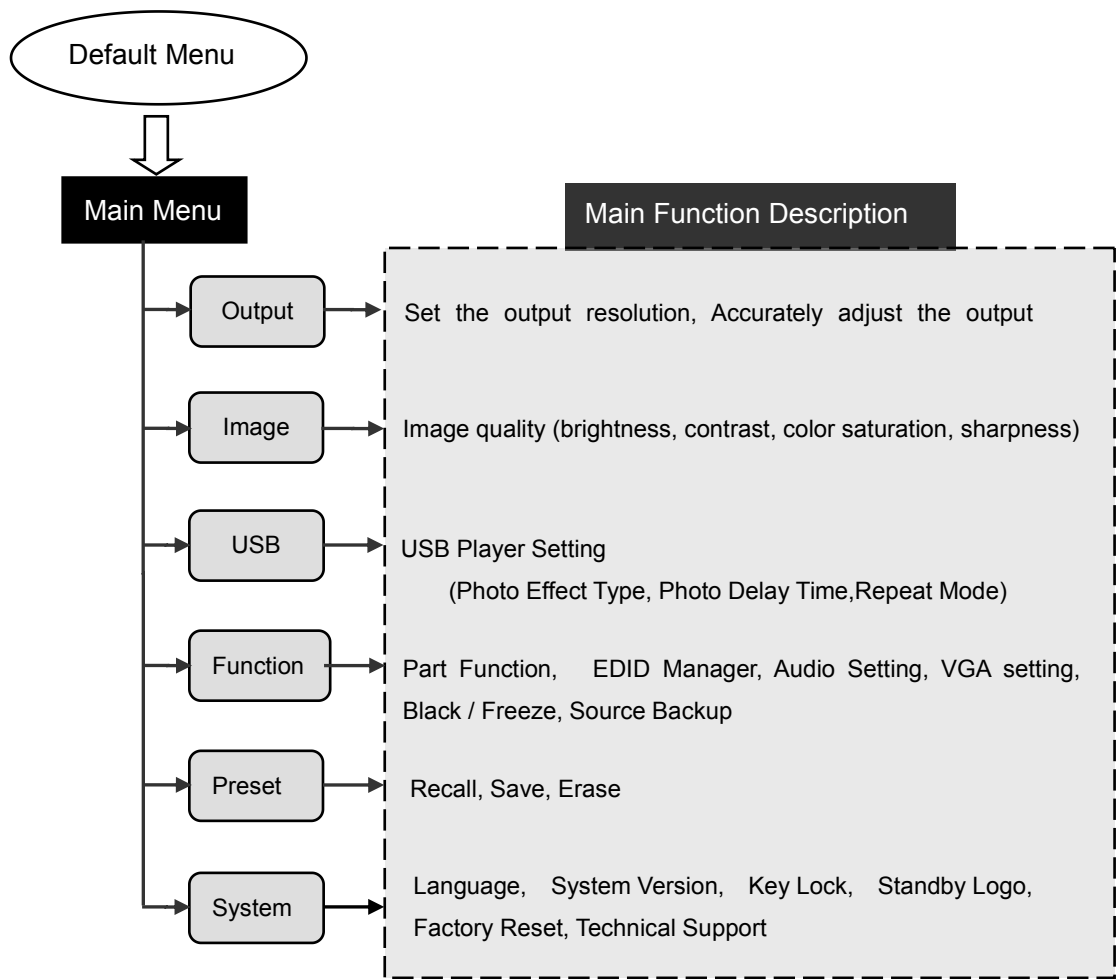 Default Menu
Main Menu
Main Function Description
Output
Set the output resolution, Accurately adjust the output
Image
Image quality (brightness, contrast, color saturation, sharpness)
USB
USB Player Setting
(Photo Effect Type, Photo Delay Time,Repeat Mode)
Function
Part Function, EDID Manager, Audio Setting, VGA setting,
Black / Freeze, Source Backup
Preset
Recall, Save, Erase
System
Language, System Version, Key Lock, Standby Logo,
Factory Reset, Technical Support